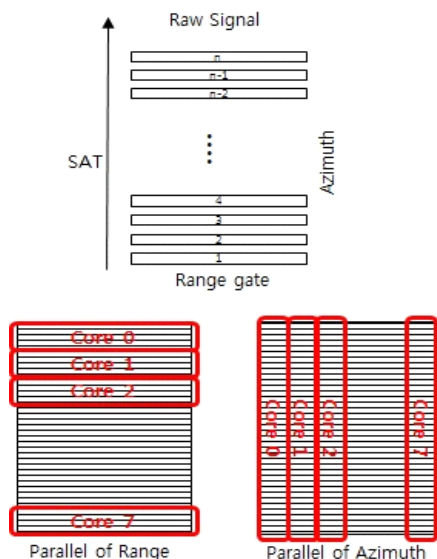 Raw Signal
n
n-1
n-2
SAT
Azimuth
4
3
2
1
Range gate
Core 0
Core 1
Core 2
Core 7
Parallel of Range
Core 0
Core 1
Core 2
Core 7
Parallel of Azimuth